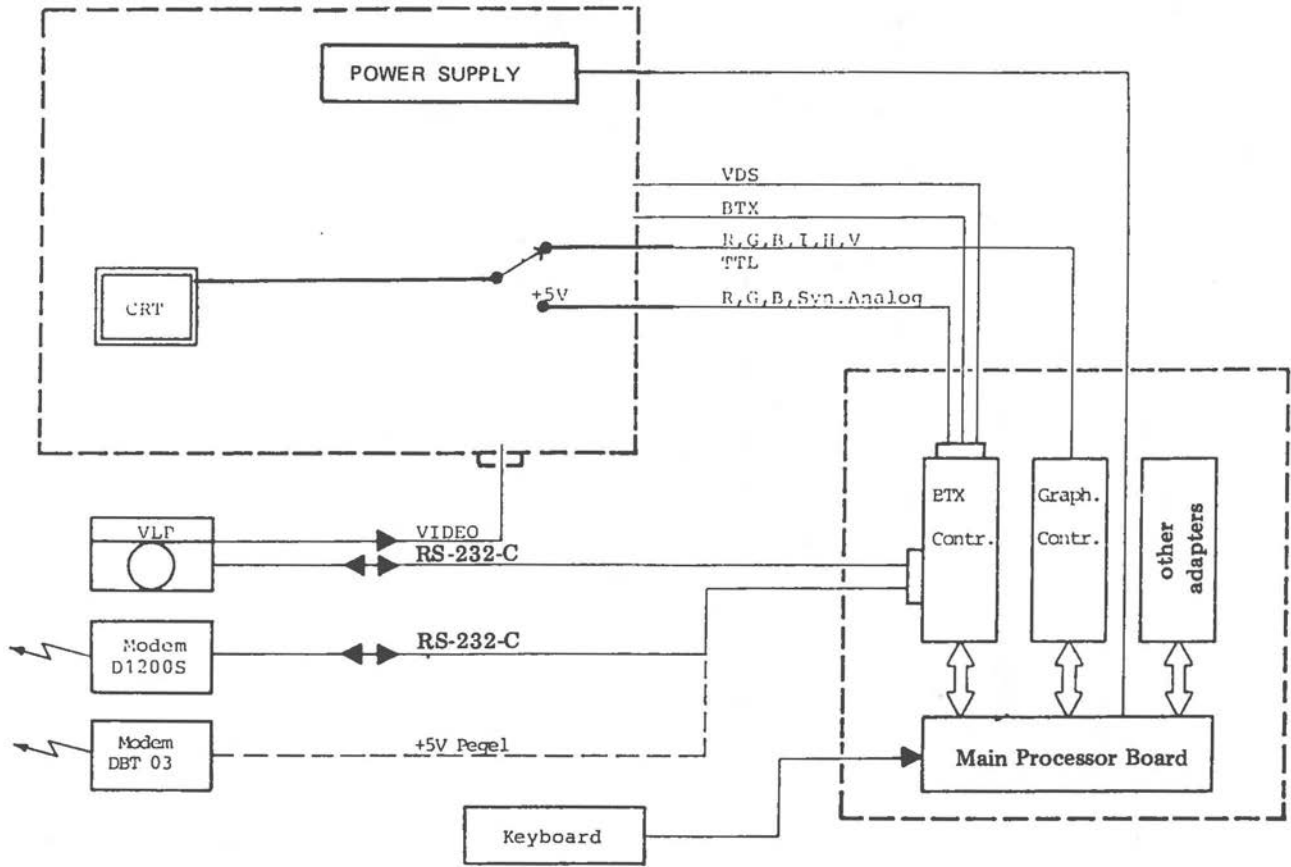 POWER SUPPLY
VDS
BTX
R,G,B,I,H,V
TTL
+5V
R,G,B,Syn.Analog
CRT
VLP
VIDEO
RS-232-C
Modem
D1200S
RS-232-C
Modem
DBT 03
+5V Pegel
Keyboard
BTX
Contr.
Graph.
Contr.
other
adapters
Main Processor Board